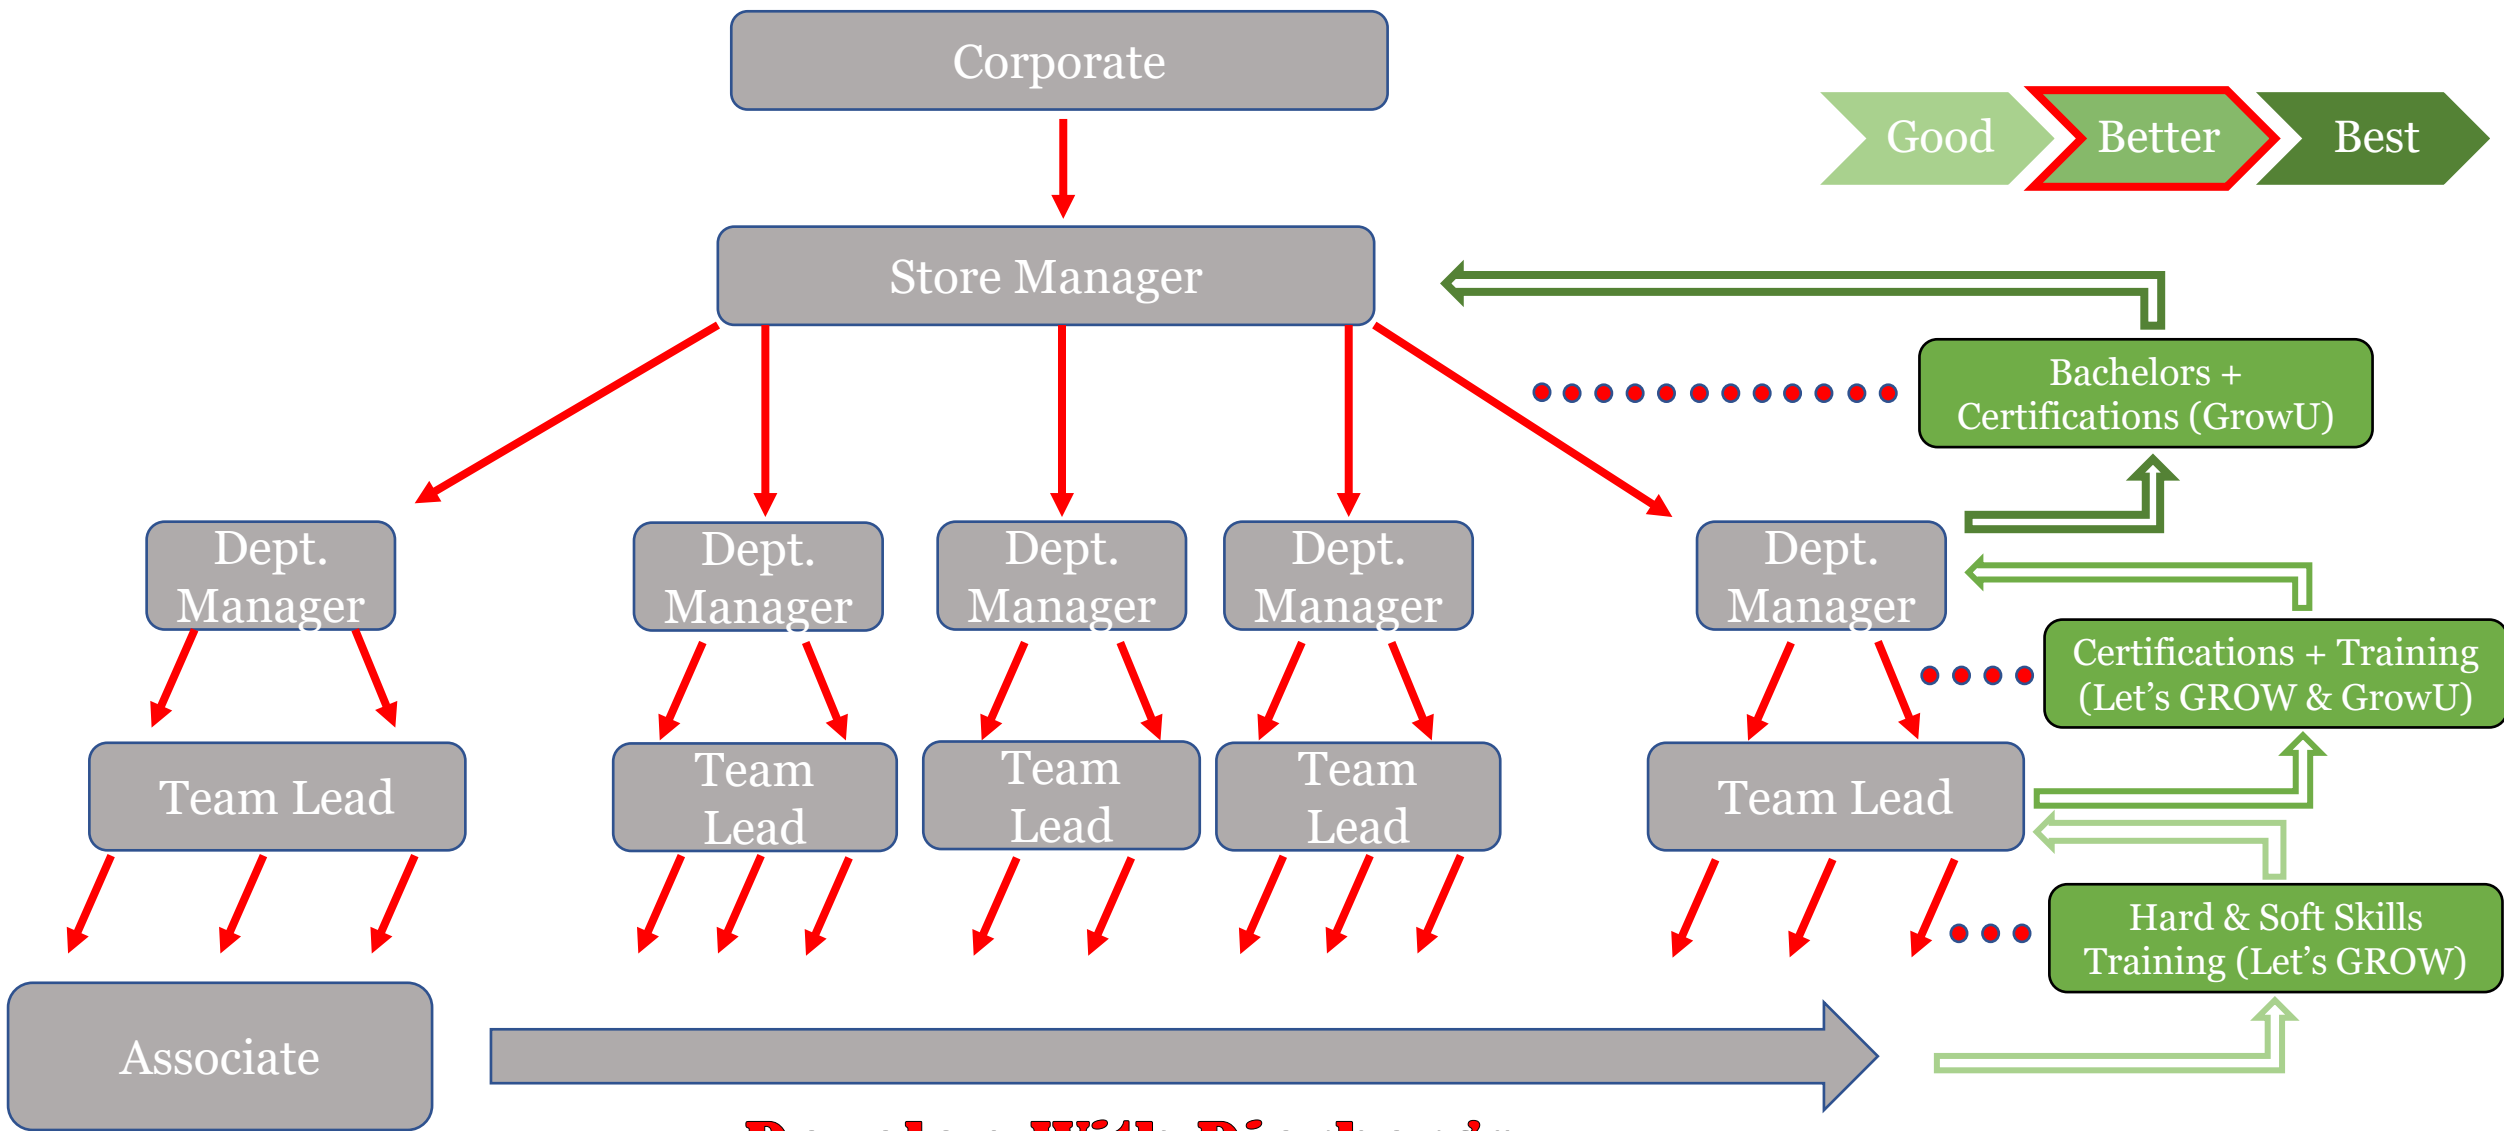 Corporate
Good
Better
Best
Store Manager
Bachelors +
Certifications (GrowU)
Dept.
Manager
Dept.
Manager
Dept.
Manager
Dept.
Manager
Dept.
Manager
Certifications + Training
(Let’s GROW & GrowU)
Team Lead
Team
Lead
Team
Lead
Team
Lead
Team Lead
Hard & Soft Skills
Training (Let’s GROW)
Associate
With